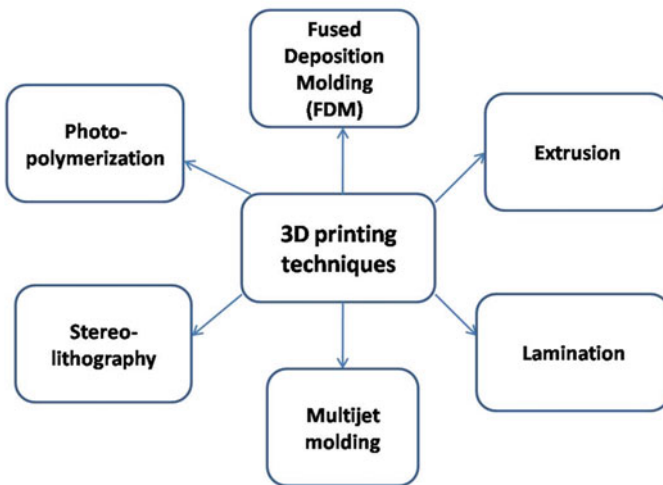 Fused
Deposition
Molding
(FDM)
Photo-
polymerization
Extrusion
3D printing
techniques
Stereo-
lithography
Lamination
Multijet
molding